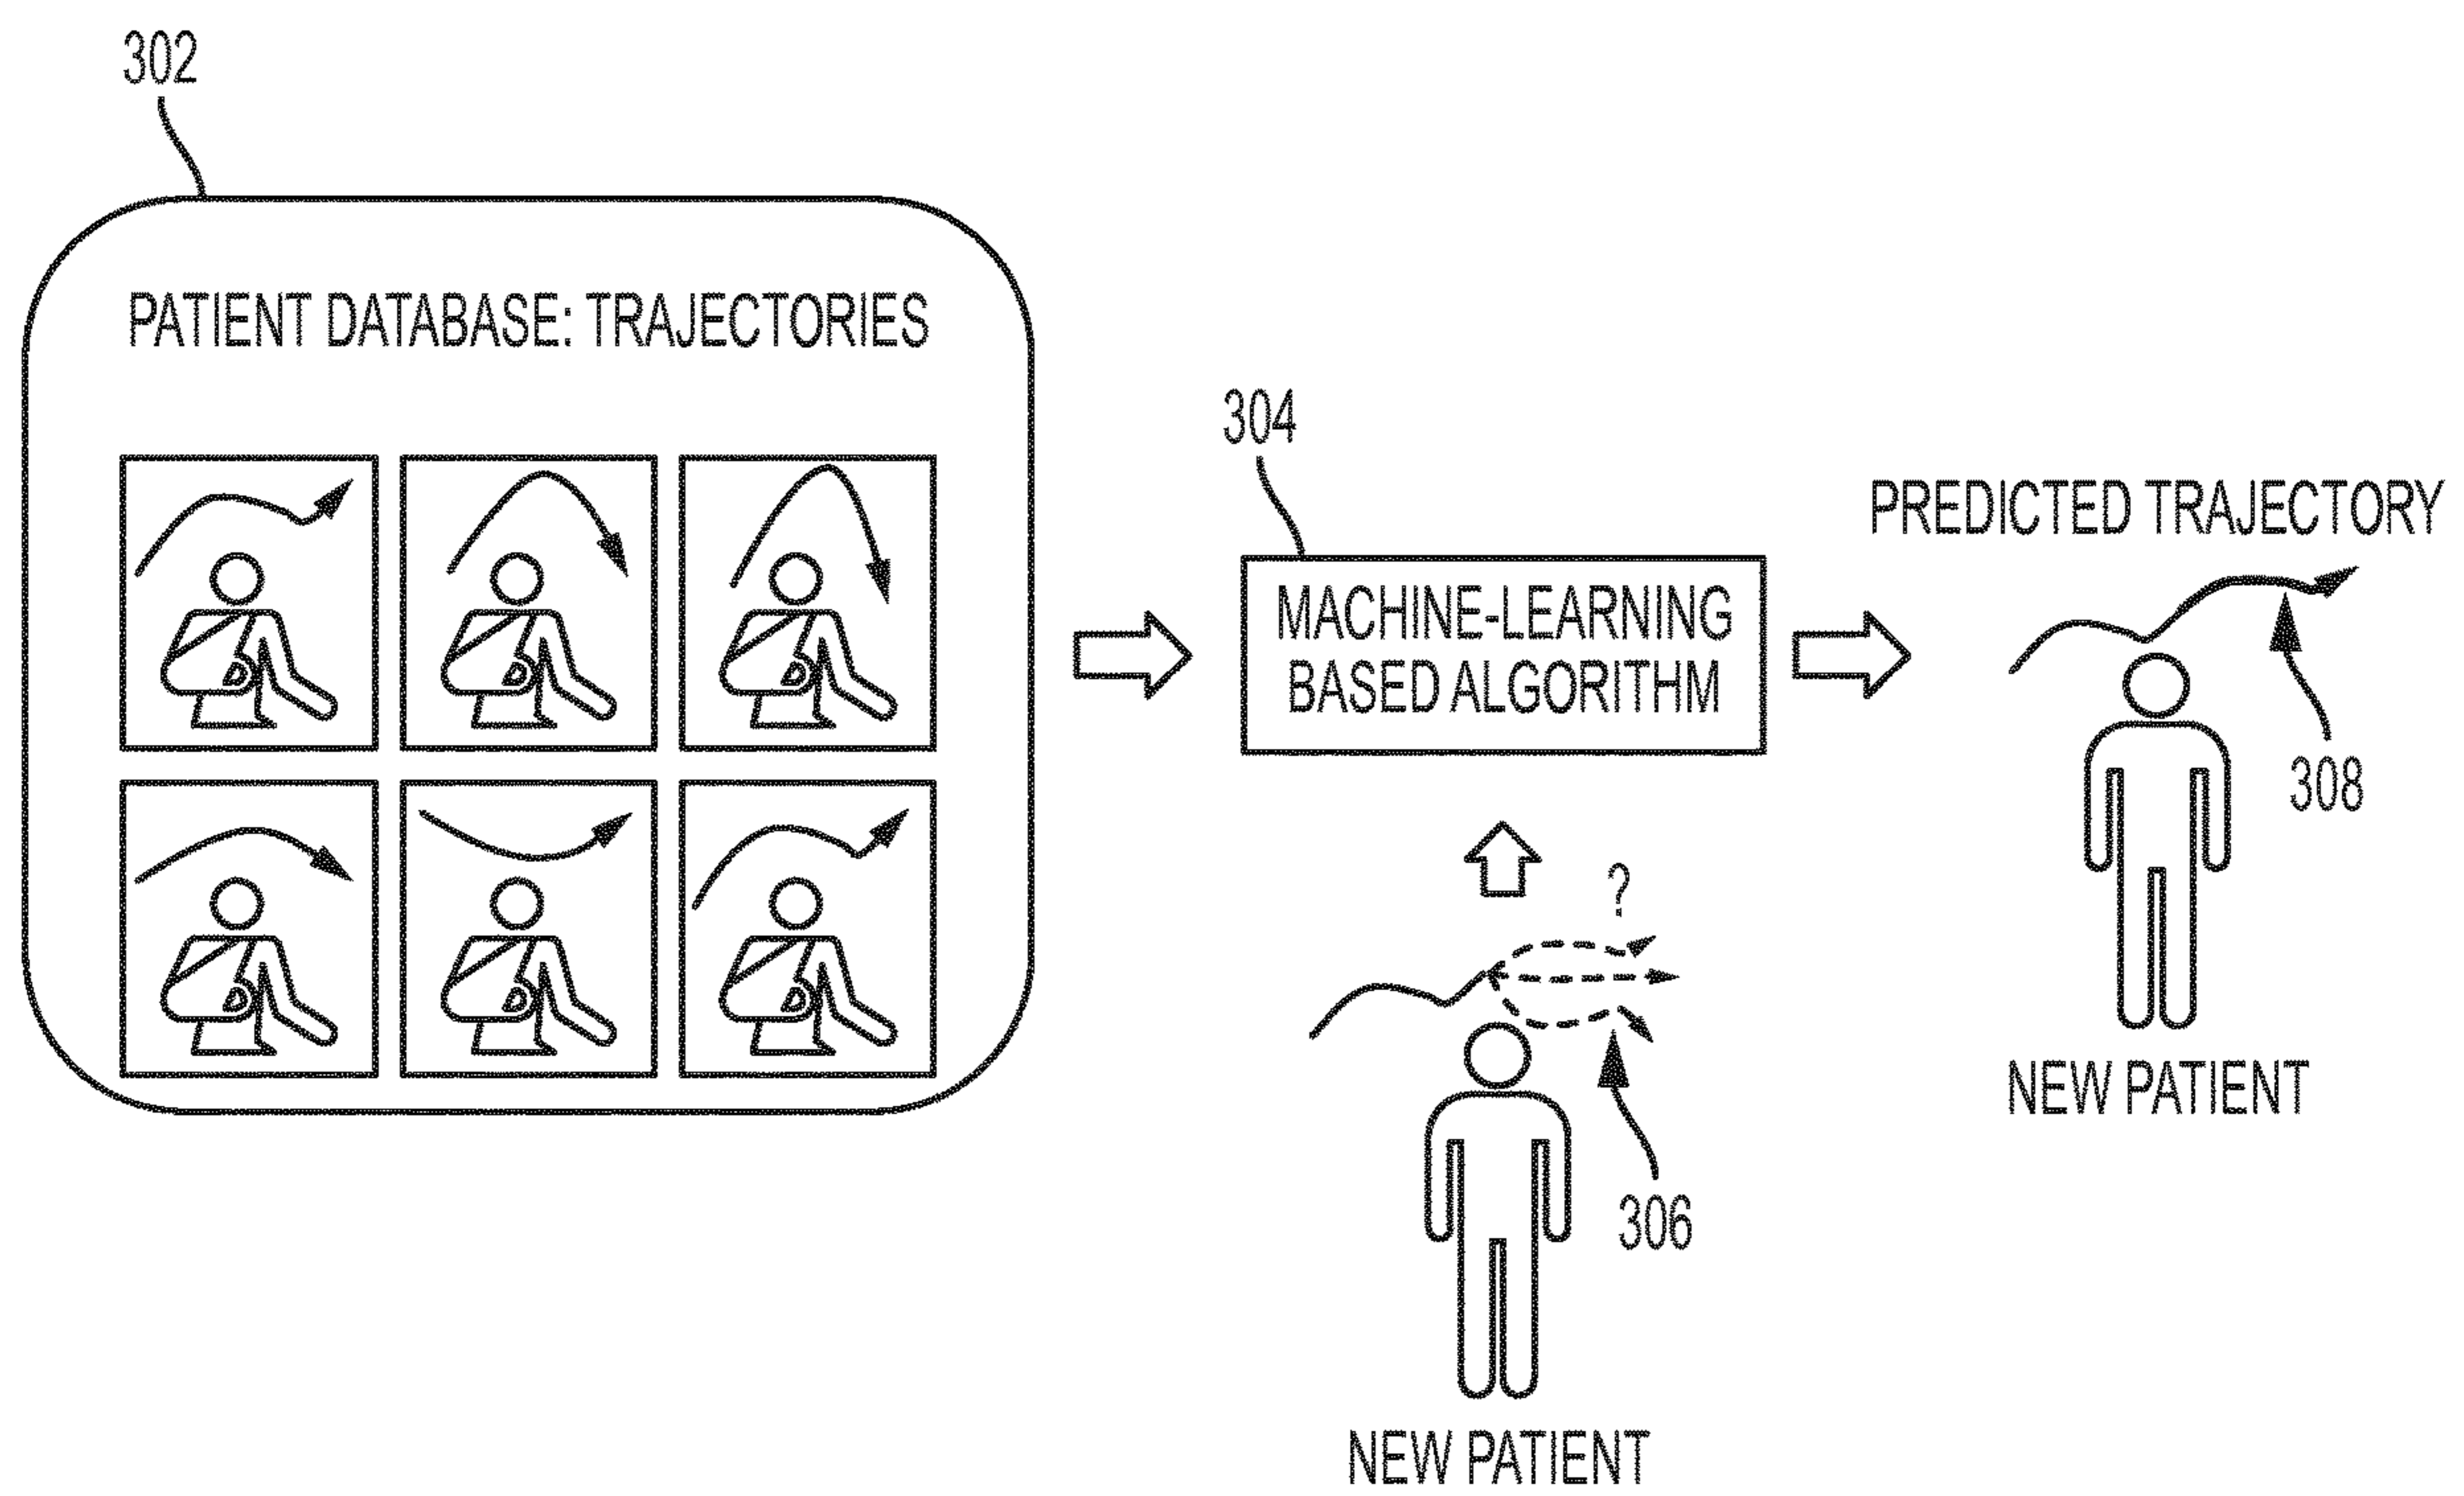 302
PATIENT DATABASE: TRAJECTORIES
304
MACHINE-LEARNING
BASED ALGORITHM
PREDICTED TRAJECTORY
308
NEW PATIENT
?
306
NEW PATIENT